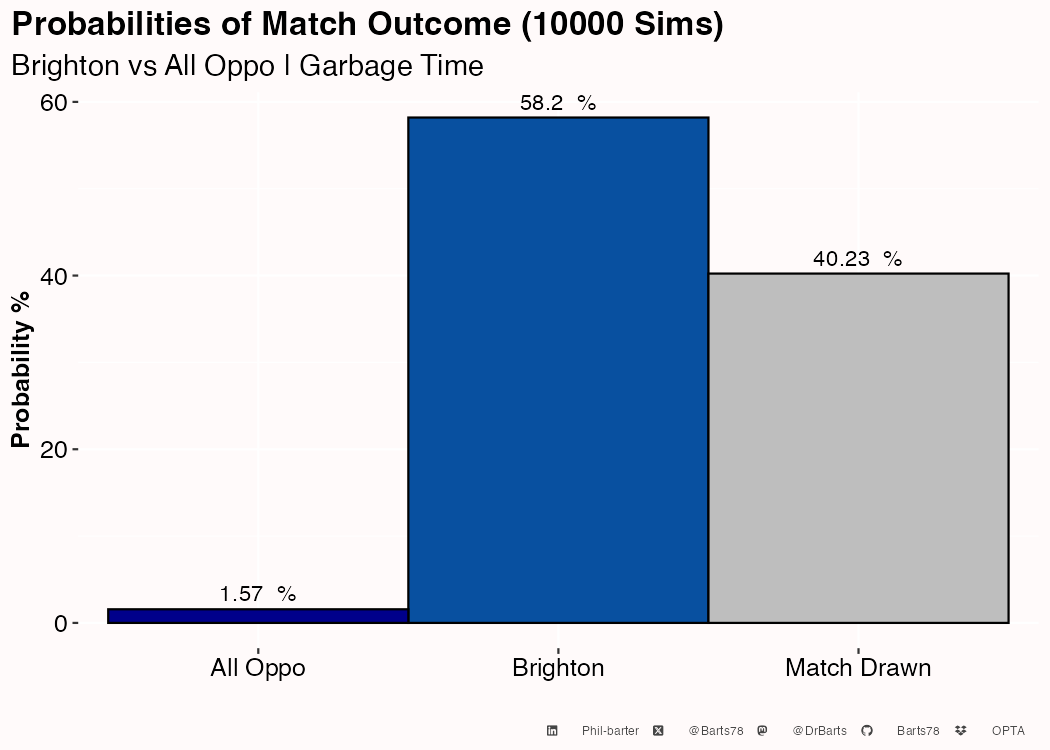 Probabilities of Match Outcome (10000 Sims)
Brighton vs All Oppo | Garbage Time
Probability %
60
40
20
0
1.57 %
58.2 %
40.23 %
All Oppo
Brighton
Match Drawn
Phil-barter @Barts78 @DrBarts Barts78 OPTA